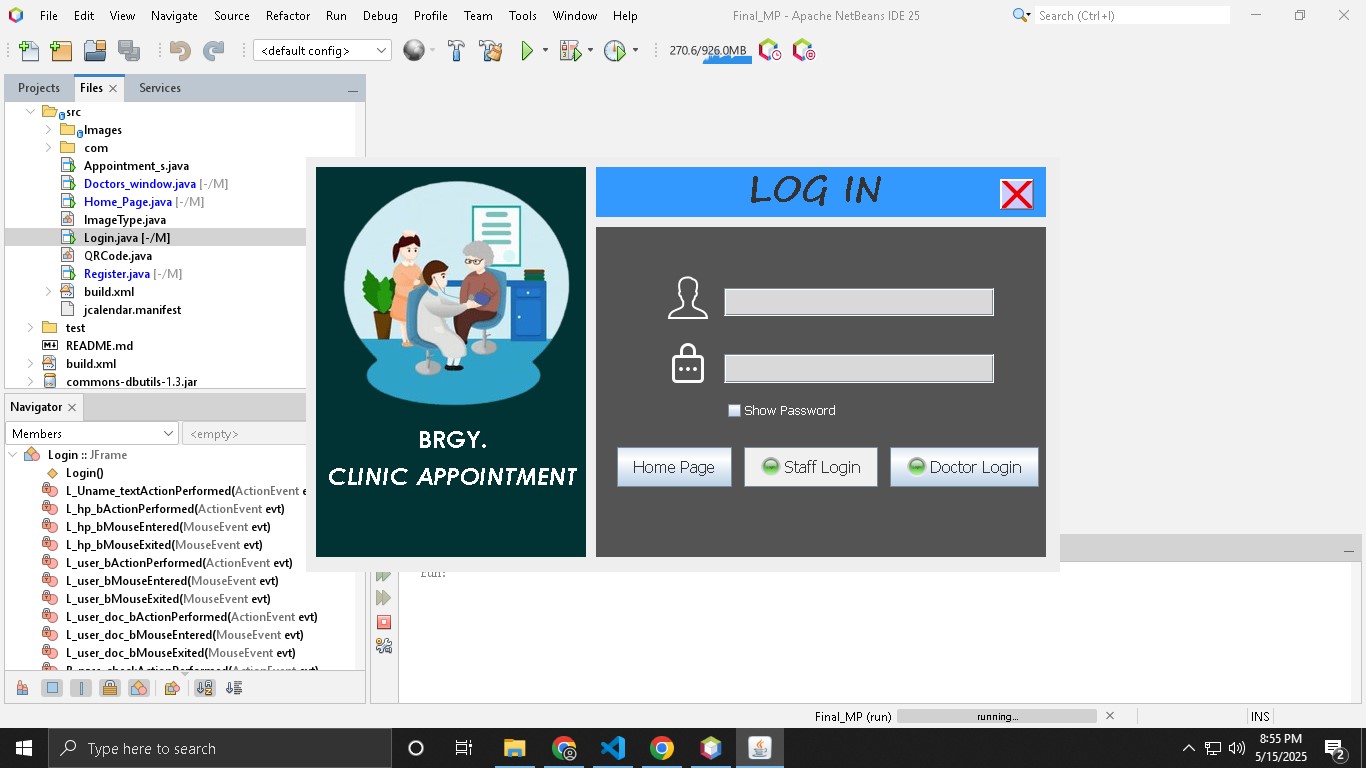 File Edit View Navigate Source Refactor Run Debug Profile Team Tools Window Help
Final_MP - Apache NetBeans IDE 25
Search (Ctrl+I)
<default config>
270.6/926.0MB
Projects Files Services
src
Images
com
Appointment_s.java
Doctors_window.java [-/M]
Home_Page.java [-/M]
ImageType.java
Login.java [-/M]
QRCode.java
Register.java [-/M]
build.xml
jcalendar.manifest
test
README.md
build.xml
commons-dbutils-1.3.jar
Navigator
Members
<empty>
Login :: JFrame
Login()
L_Uname_textActionPerformed(ActionEvent e
L_hp_bActionPerformed(ActionEvent evt)
L_hp_bMouseEntered(MouseEvent evt)
L_hp_bMouseExited(MouseEvent evt)
L_user_bActionPerformed(ActionEvent evt)
L_user_bMouseEntered(MouseEvent evt)
L_user_bMouseExited(MouseEvent evt)
L_user_doc_bActionPerformed(ActionEvent evt)
L_user_doc_bMouseEntered(MouseEvent evt)
L_user_doc_bMouseExited(MouseEvent evt)
BRGY.
CLINIC APPOINTMENT
LOG IN
Show Password
Home Page
Staff Login
Doctor Login
run:
Final_MP (run)
running...
INS
Type here to search
8:55 PM
5/15/2025
2